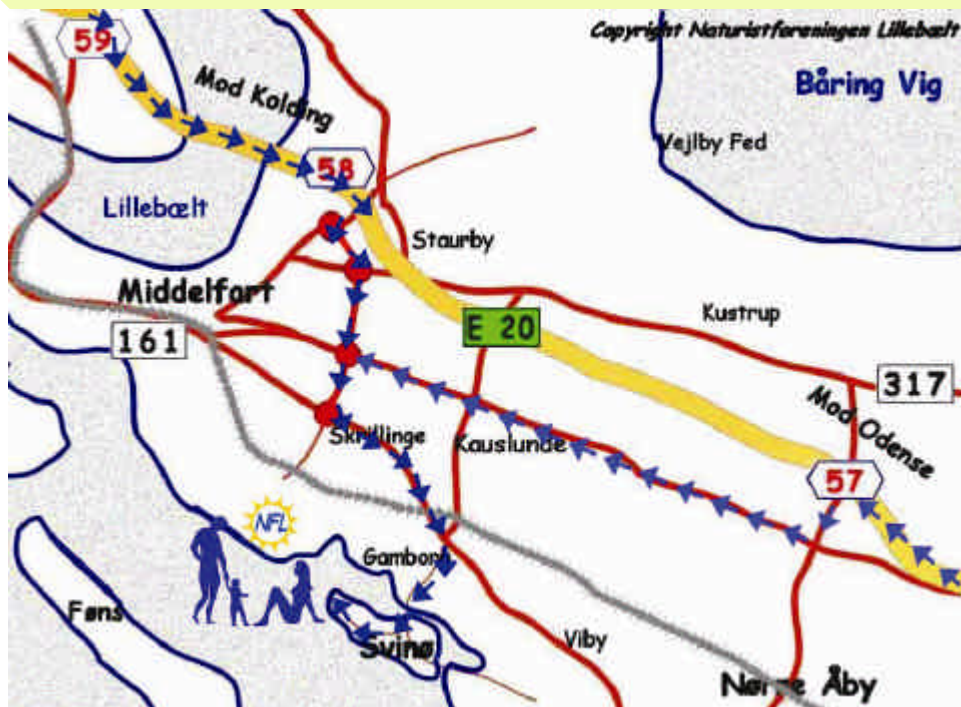 Copyright Naturistforeningen Lillebælt
59
Mod Kolding
Båring Vig
Vejlby Fed
58
Lillebælt
Staurby
Middelfart
Kustrup
E 20
161
317
Mod Odense
Skrillinge
Kauslunde
57
NFL
Gamborg
Føns
Svinø
Viby
Nørre Åby